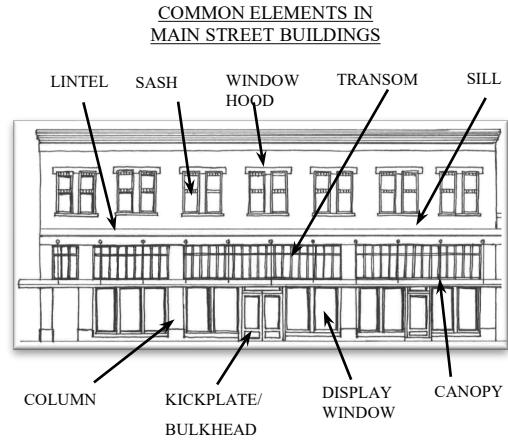 COMMON ELEMENTS IN
MAIN STREET BUILDINGS
LINTEL
SASH
WINDOW
HOOD
TRANSOM
SILL
COLUMN
KICKPLATE/
BULKHEAD
DISPLAY
WINDOW
CANOPY